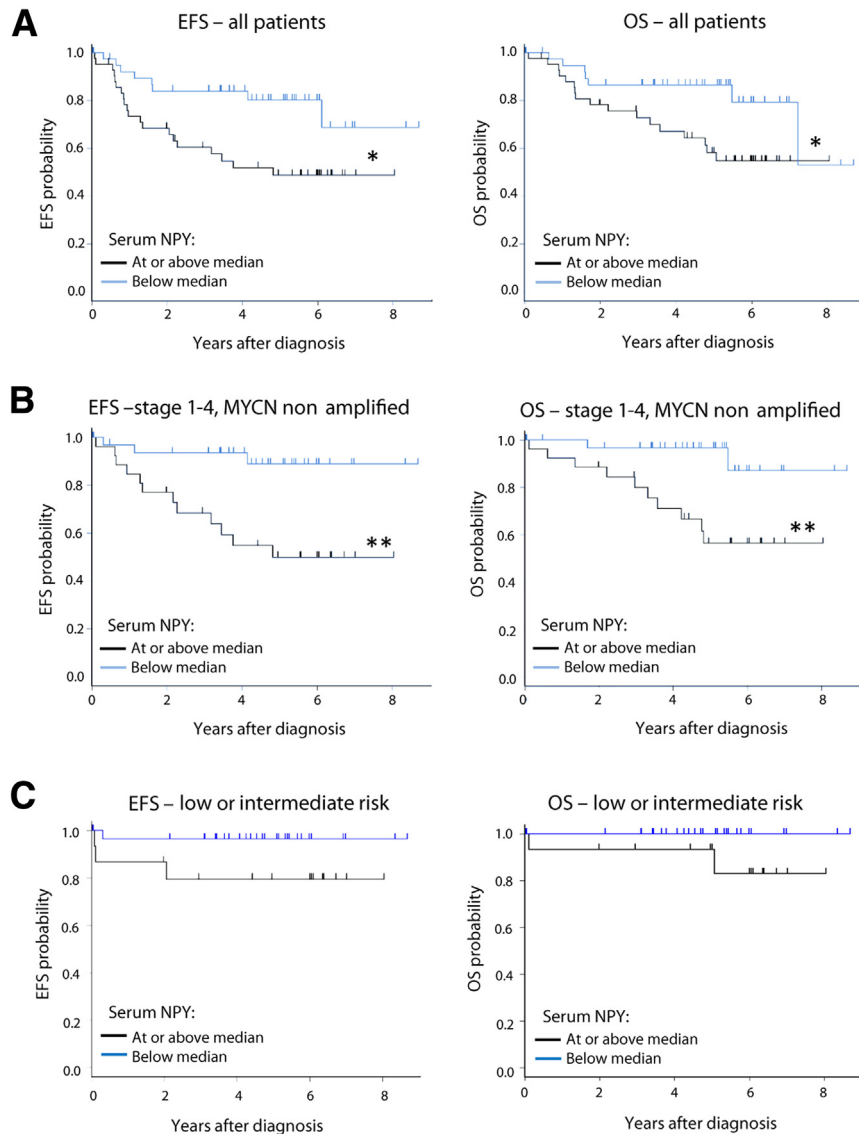 A
EFS – all patients
1.0
0.8
0.6
0.4
0.2
0.0
EFS probability
*
Serum NPY:
At or above median
Below median
0 2 4 6 8
Years after diagnosis
OS – all patients
1.0
0.8
0.6
0.4
0.2
0.0
OS probability
*
Serum NPY:
At or above median
Below median
0 2 4 6 8
Years after diagnosis
B
EFS –stage 1-4, MYCN non amplified
1.0
0.8
0.6
0.4
0.2
0.0
EFS probability
**
Serum NPY:
At or above median
Below median
0 2 4 6 8
Years after diagnosis
OS – stage 1-4, MYCN non amplified
1.0
0.8
0.6
0.4
0.2
0.0
OS probability
**
Serum NPY:
At or above median
Below median
0 2 4 6 8
Years after diagnosis
C
EFS – low or intermediate risk
1.0
0.8
0.6
0.4
0.2
0.0
EFS probability
Serum NPY:
At or above median
Below median
0 2 4 6 8
Years after diagnosis
OS – low or intermediate risk
1.0
0.8
0.6
0.4
0.2
0.0
OS probability
Serum NPY:
At or above median
Below median
0 2 4 6 8
Years after diagnosis